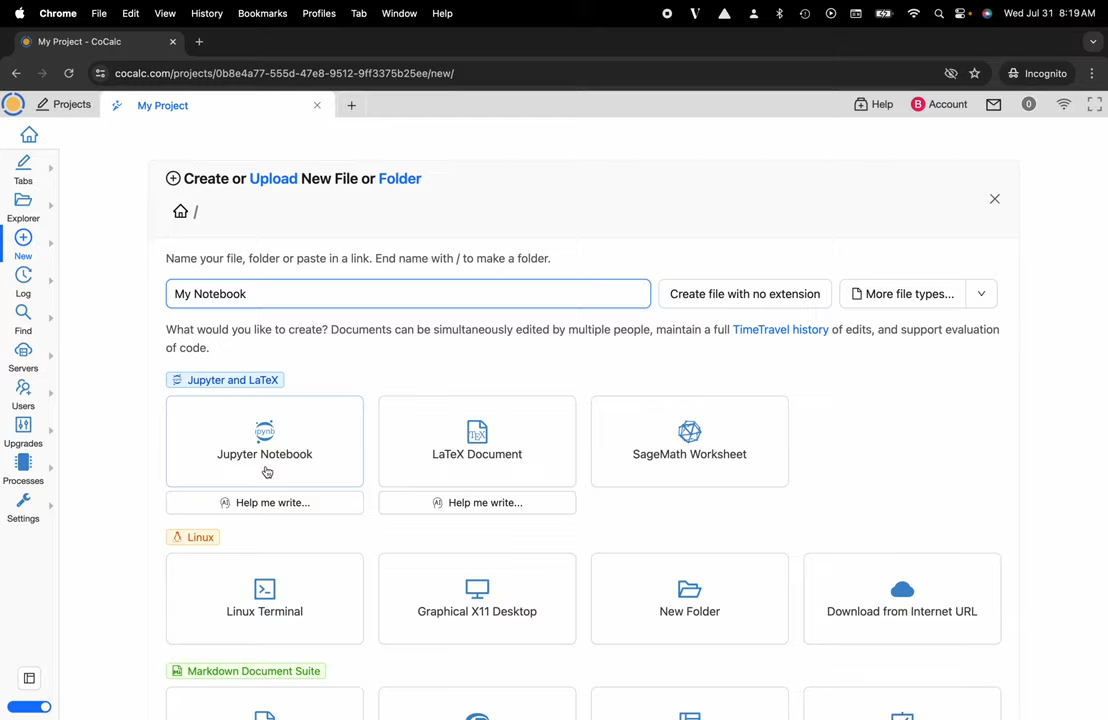 Chrome File Edit View History Bookmarks Profiles Tab Window Help Wed Jul 31 8:19 AM
My Project - CoCalc
cocalc.com/projects/0b8e4a77-555d-47e8-9512-9ff3375b25ee/new/ Incognito
Projects My Project Help B Account 0
Tabs
Explorer
New
Log
Find
Servers
Users
Upgrades
Processes
Settings
Create or Upload New File or Folder
/
Name your file, folder or paste in a link. End name with / to make a folder.
My Notebook Create file with no extension More file types...
What would you like to create? Documents can be simultaneously edited by multiple people, maintain a full TimeTravel history of edits, and support evaluation
of code.
Jupyter and LaTeX
ipynb TEX
Jupyter Notebook LaTeX Document SageMath Worksheet
AI Help me write... AI Help me write...
Linux
Linux Terminal Graphical X11 Desktop New Folder Download from Internet URL
Markdown Document Suite